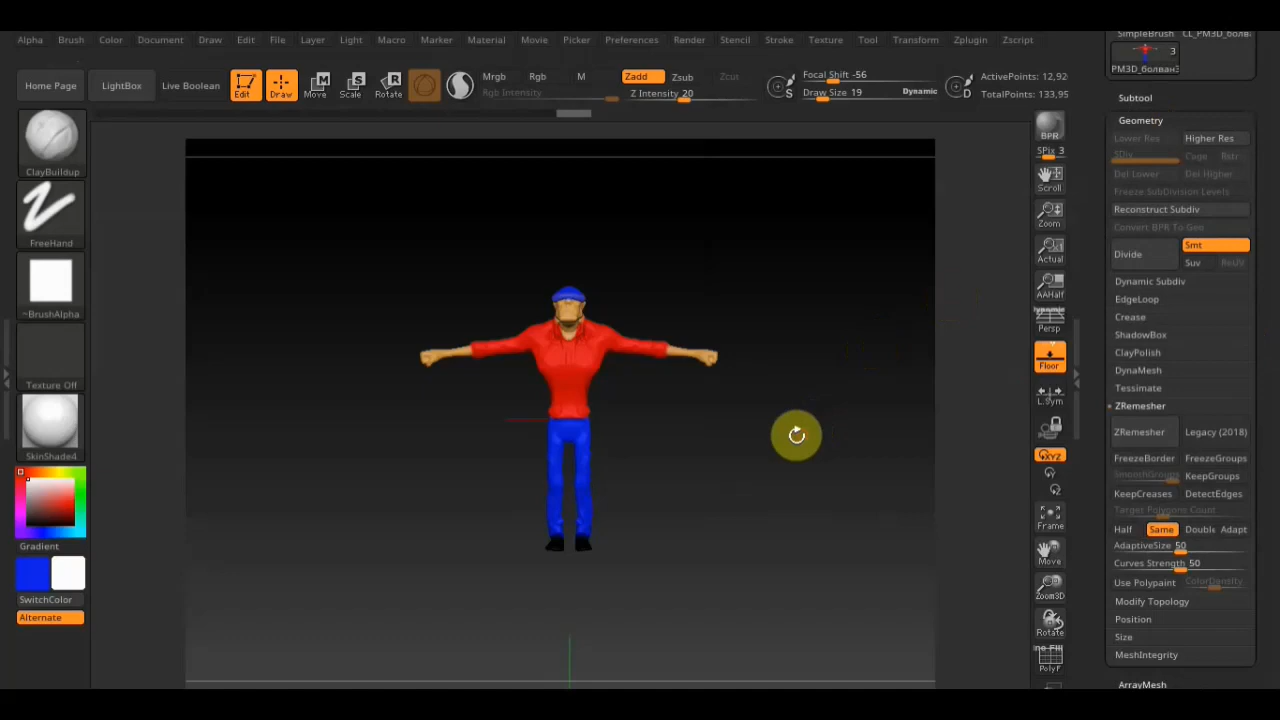 Alpha Brush Color Document Draw Edit File Layer Light Macro Marker Material Movie Picker Preferences Render Stencil Stroke Texture Tool Transform Zplugin Zscript
SimpleBrush
3
Home Page
LightBox
Live Boolean
Edit
Draw
Move
Scale
Rotate
Mrgb Rgb M
Rgb Intensity
Zadd Zsub Zcut
Z Intensity 20
S
Focal Shift -56
Draw Size 19 Dynamic
D
ActivePoints: 12,92
TotalPoints: 133,95
ClayBuildup
FreeHand
~BrushAlpha
Texture Off
SkinShade4
Gradient
SwitchColor
Alternate
BPR
SPix 3
Scroll
Zoom
Actual
AAHalf
Dynamic
Persp
Floor
L.Sym
XYZ
Frame
Move
Zoom3D
Rotate
PolyF
Subtool
Geometry
Lower Res Higher Res
SDiv Cage Rstr
Del Lower Del Higher
Freeze SubDivision Levels
Reconstruct Subdiv
Convert BPR To Geo
Divide Smt
Suv ReUV
Dynamic Subdiv
EdgeLoop
Crease
ShadowBox
ClayPolish
DynaMesh
Tessimate
ZRemesher
ZRemesher Legacy (2018)
FreezeBorder FreezeGroups
SmoothGroups KeepGroups
KeepCreases DetectEdges
Target Polygons Count
Half Same Adapt
AdaptiveSize 50
Curves Strength 50
Use Polypaint ColorDensity
Modify Topology
Position
Size
MeshIntegrity
ArrayMesh